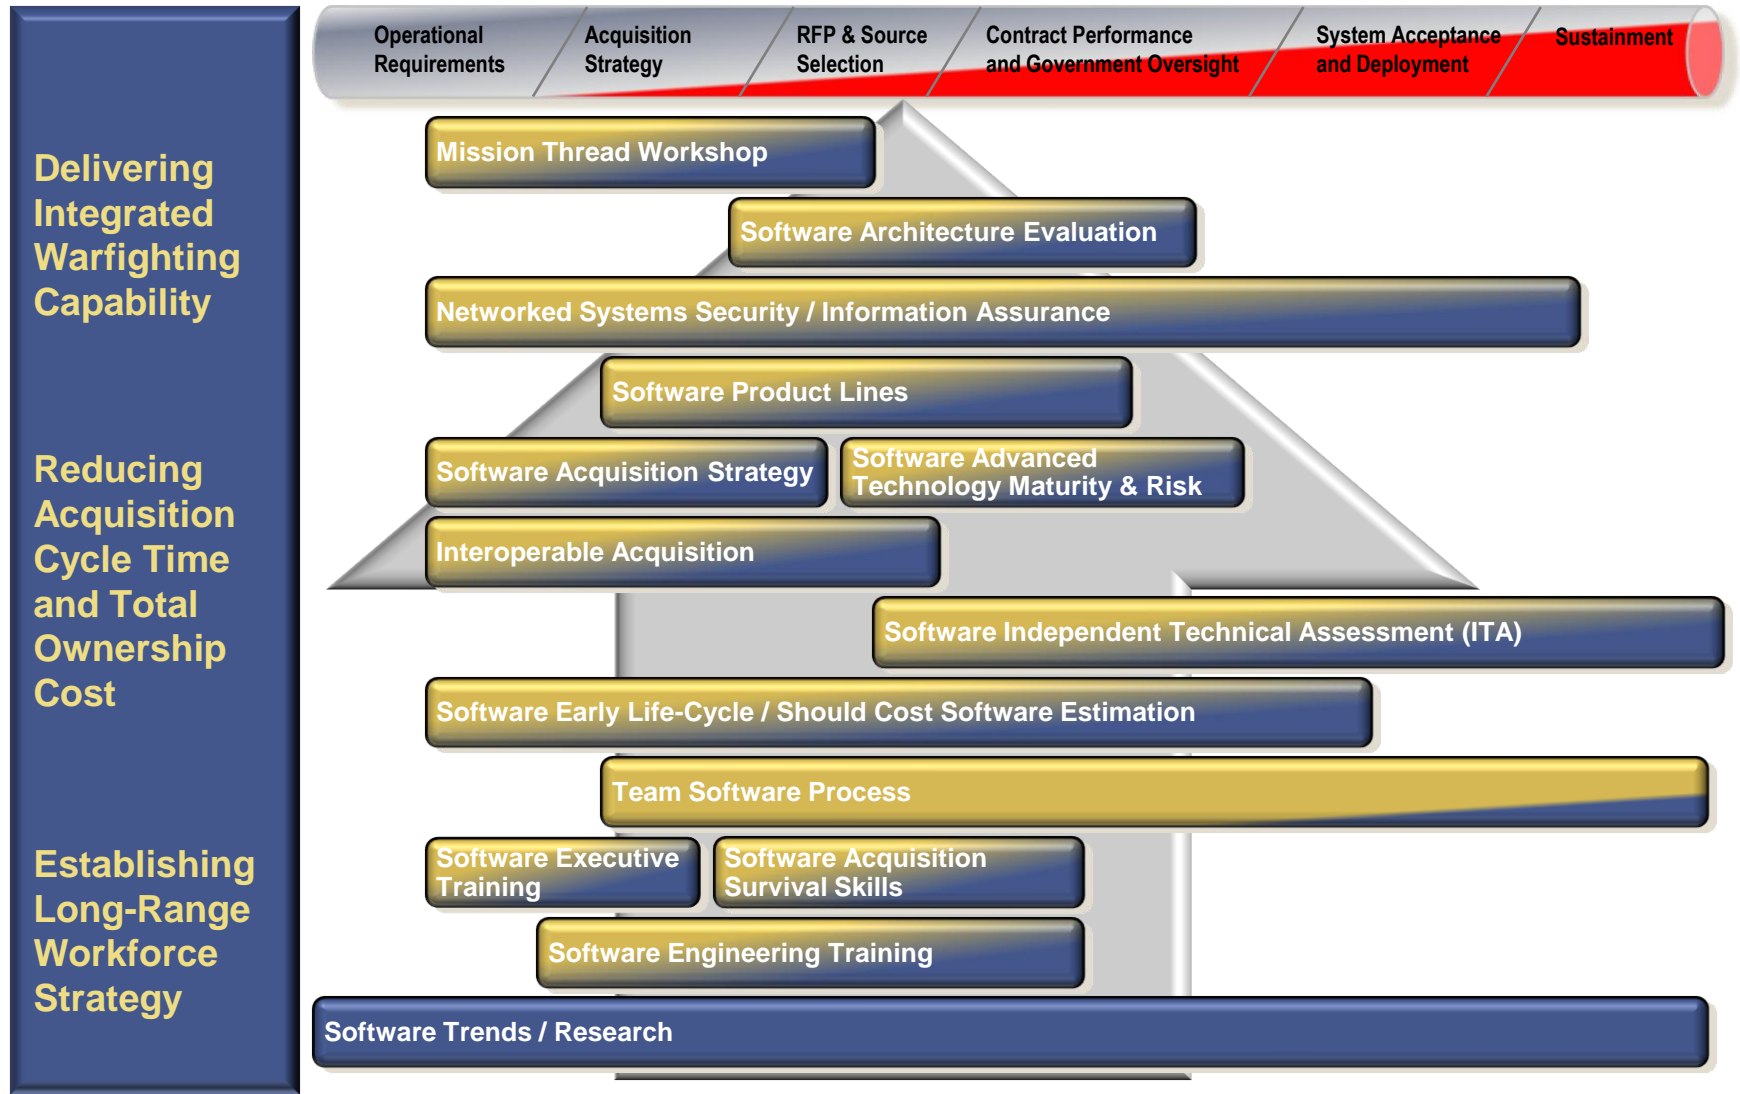 Delivering
Integrated
Warfighting
Capability
Reducing
Acquisition
Cycle Time
and Total
Ownership
Cost
Establishing
Long-Range
Workforce
Strategy
Operational
Requirements
Acquisition
Strategy
RFP & Source
Selection
Contract Performance
and Government Oversight
System Acceptance
and Deployment
Sustainment
Mission Thread Workshop
Software Architecture Evaluation
Networked Systems Security / Information Assurance
Software Product Lines
Software Acquisition Strategy
Software Advanced
Technology Maturity & Risk
Interoperable Acquisition
Software Independent Technical Assessment (ITA)
Software Early Life-Cycle / Should Cost Software Estimation
Team Software Process
Software Executive
Training
Software Acquisition
Survival Skills
Software Engineering Training
Software Trends / Research